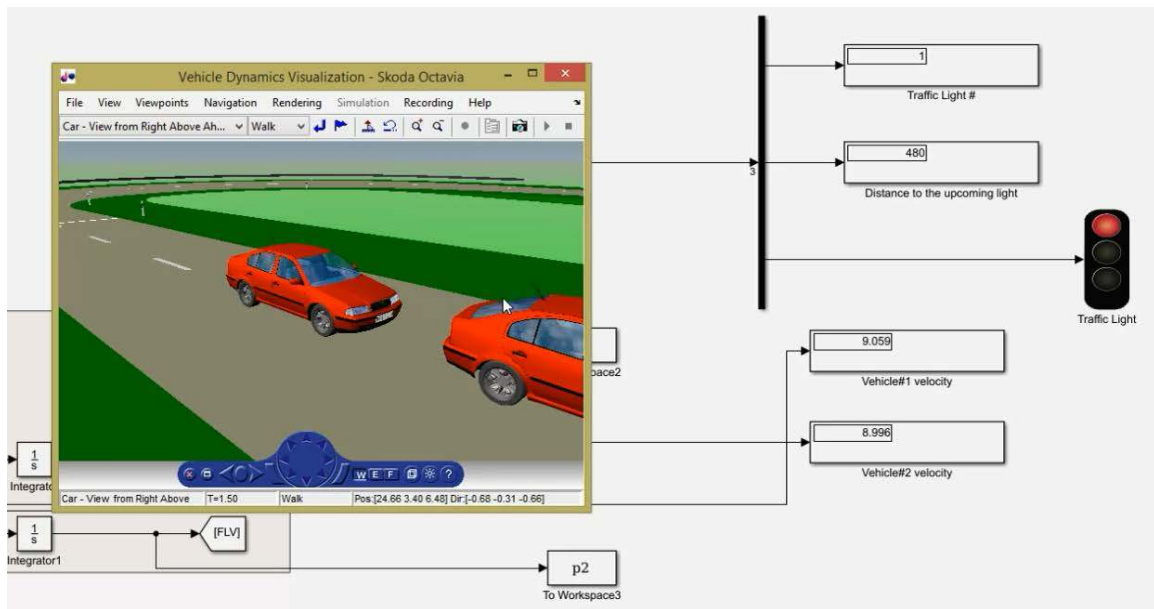 Vehicle Dynamics Visualization - Skoda Octavia
File View Viewpoints Navigation Rendering Simulation Recording Help
Car - View from Right Above Ah... Walk
W E F ?
Car - View from Right Above T=1.50 Walk Pos:[24.66 3.40 6.48] Dir:[-0.68 -0.31 -0.66]
3
1
Traffic Light #
480
Distance to the upcoming light
Traffic Light
9.059
Vehicle#1 velocity
8.996
Vehicle#2 velocity
pace2
1
s
Integrato
1
s
Integrator1
[FLV]
p2
To Workspace3